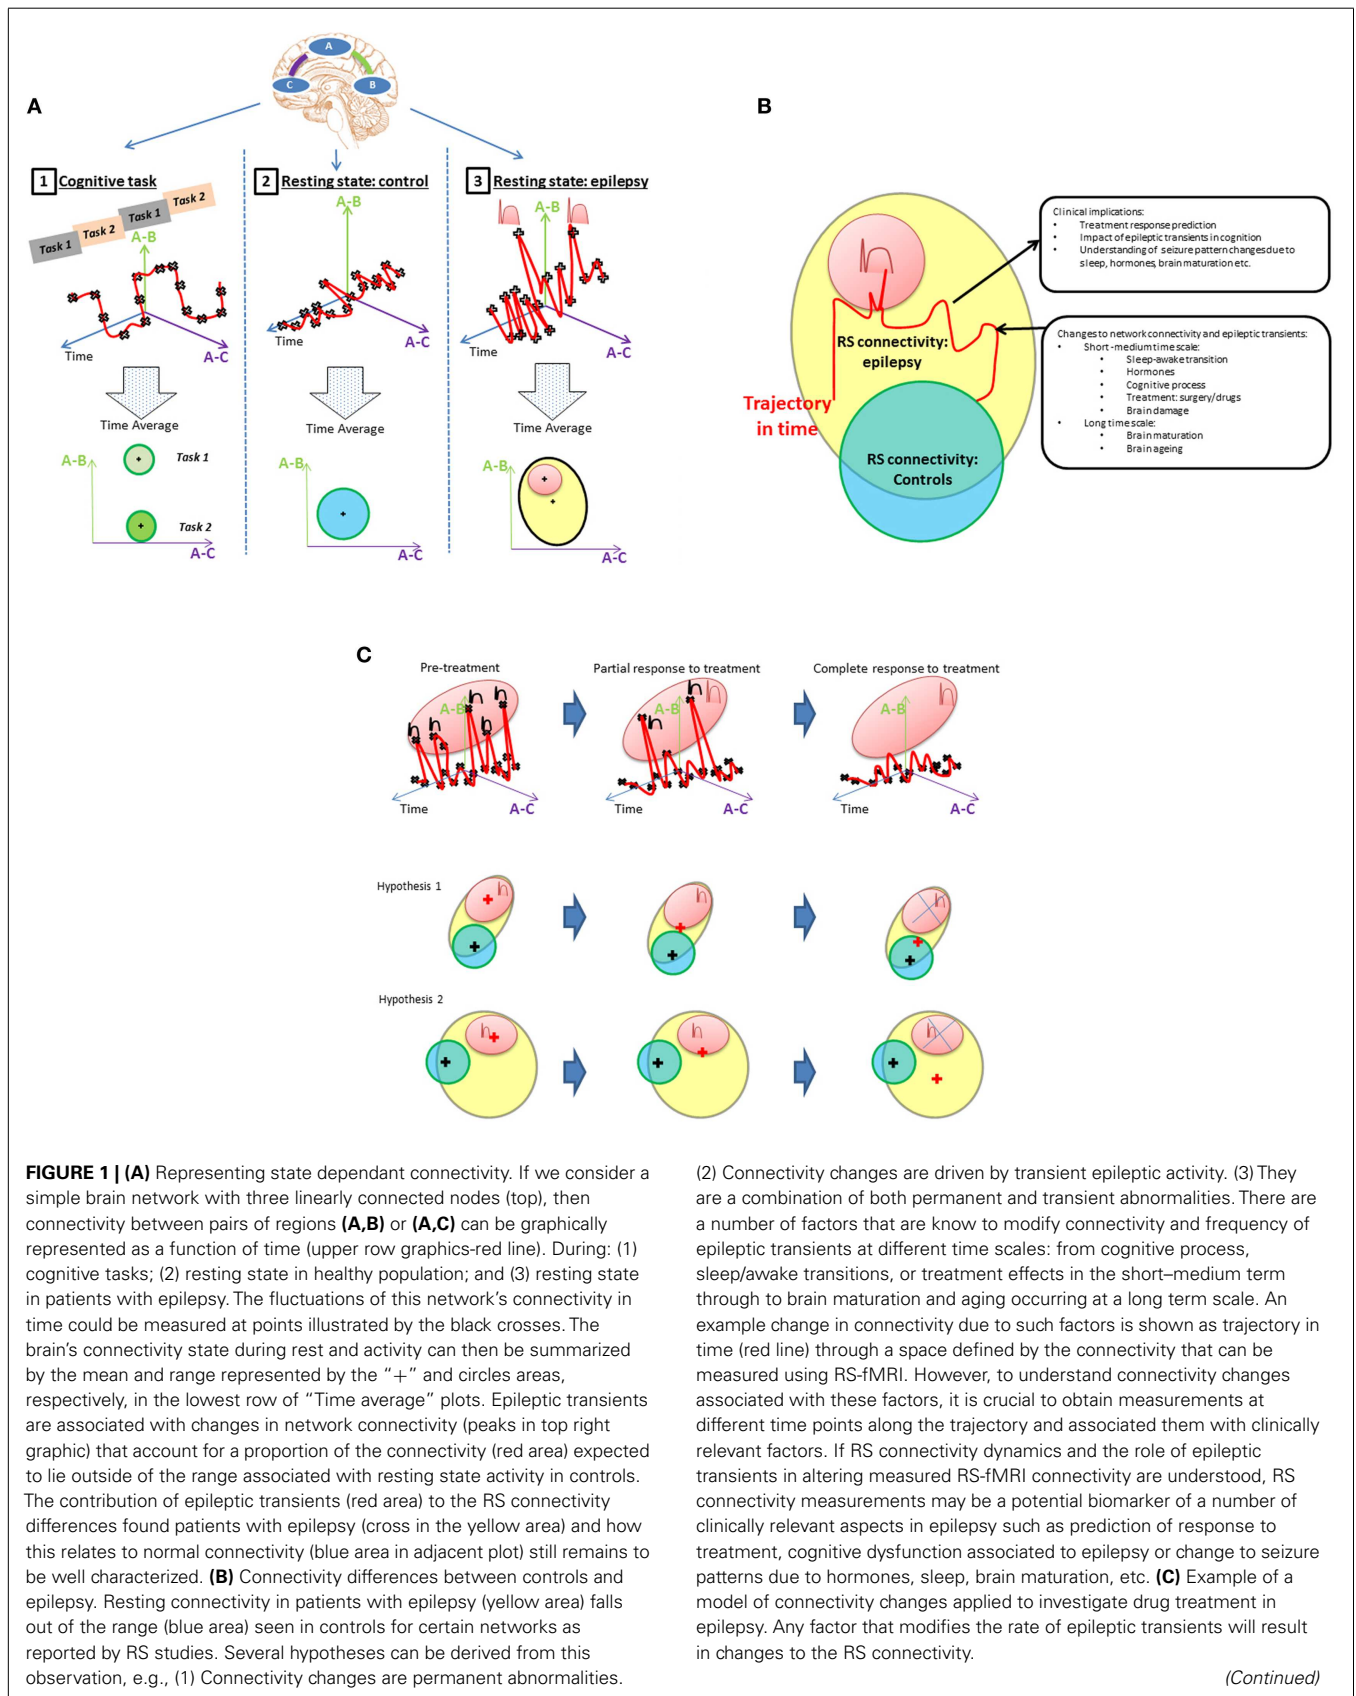 A
B
C
A
1 Cognitive task
2 Resting state: control
3 Resting state: epilepsy
Task 1
Task 2
Task 1
Task 2
A-B
A-B
A-B
Time
A-C
Time
A-C
Time
A-C
Time Average
Time Average
Time Average
A-B
Task 1
Task 2
A-C
A-B
A-C
A-B
A-C
B
RS connectivity:
epilepsy
Trajectory
in time
RS connectivity:
Controls
Clinical implications:
• Treatment response prediction
• Impact of epileptic transients in cognition
• Understanding of seizure pattern changes due to
sleep, hormones, brain maturation etc.
Changes to network connectivity and epileptic transients:
• Short-medium time scale:
• Sleep-awake transition
• Hormones
• Cognitive process
• Treatment: surgery/drugs
• Brain damage
• Long time scale:
• Brain maturation
• Brain ageing
C
Pre-treatment
Partial response to treatment
Complete response to treatment
A-B
A-B
A-B
Time
A-C
Time
A-C
Time
A-C
Hypothesis 1
Hypothesis 2
FIGURE 1 | (A) Representing state dependant connectivity. If we consider a
simple brain network with three linearly connected nodes (top), then
connectivity between pairs of regions (A,B) or (A,C) can be graphically
represented as a function of time (upper row graphics-red line). During: (1)
cognitive tasks; (2) resting state in healthy population; and (3) resting state
in patients with epilepsy. The fluctuations of this network's connectivity in
time could be measured at points illustrated by the black crosses. The
brain's connectivity state during rest and activity can then be summarized
by the mean and range represented by the "+" and circles areas,
respectively, in the lowest row of "Time average" plots. Epileptic transients
are associated with changes in network connectivity (peaks in top right
graphic) that account for a proportion of the connectivity (red area) expected
to lie outside of the range associated with resting state activity in controls.
The contribution of epileptic transients (red area) to the RS connectivity
differences found patients with epilepsy (cross in the yellow area) and how
this relates to normal connectivity (blue area in adjacent plot) still remains to
be well characterized. (B) Connectivity differences between controls and
epilepsy. Resting connectivity in patients with epilepsy (yellow area) falls
out of the range (blue area) seen in controls for certain networks as
reported by RS studies. Several hypotheses can be derived from this
observation, e.g., (1) Connectivity changes are permanent abnormalities.
(2) Connectivity changes are driven by transient epileptic activity. (3) They
are a combination of both permanent and transient abnormalities. There are
a number of factors that are know to modify connectivity and frequency of
epileptic transients at different time scales: from cognitive process,
sleep/awake transitions, or treatment effects in the short–medium term
through to brain maturation and aging occurring at a long term scale. An
example change in connectivity due to such factors is shown as trajectory in
time (red line) through a space defined by the connectivity that can be
measured using RS-fMRI. However, to understand connectivity changes
associated with these factors, it is crucial to obtain measurements at
different time points along the trajectory and associated them with clinically
relevant factors. If RS connectivity dynamics and the role of epileptic
transients in altering measured RS-fMRI connectivity are understood, RS
connectivity measurements may be a potential biomarker of a number of
clinically relevant aspects in epilepsy such as prediction of response to
treatment, cognitive dysfunction associated to epilepsy or change to seizure
patterns due to hormones, sleep, brain maturation, etc. (C) Example of a
model of connectivity changes applied to investigate drug treatment in
epilepsy. Any factor that modifies the rate of epileptic transients will result
in changes to the RS connectivity.
(Continued)